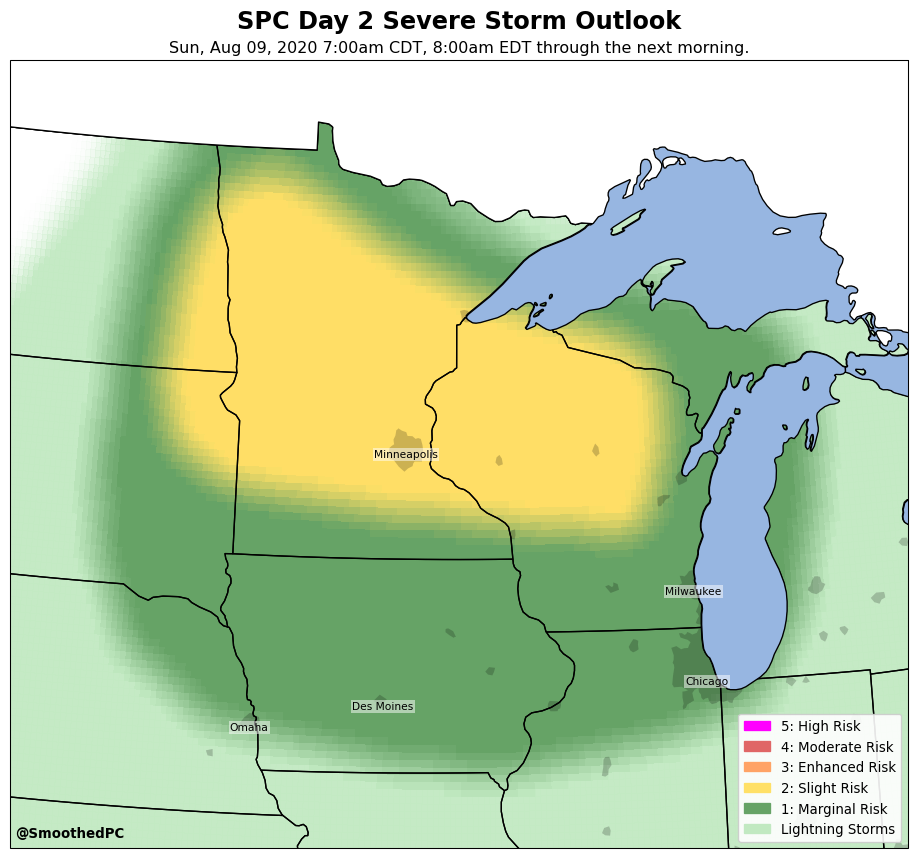 SPC Day 2 Severe Storm Outlook
Sun, Aug 09, 2020 7:00am CDT, 8:00am EDT through the next morning.
Minneapolis
Milwaukee
Chicago
Des Moines
Omaha
5: High Risk
4: Moderate Risk
3: Enhanced Risk
2: Slight Risk
1: Marginal Risk
Lightning Storms
@SmoothedPC